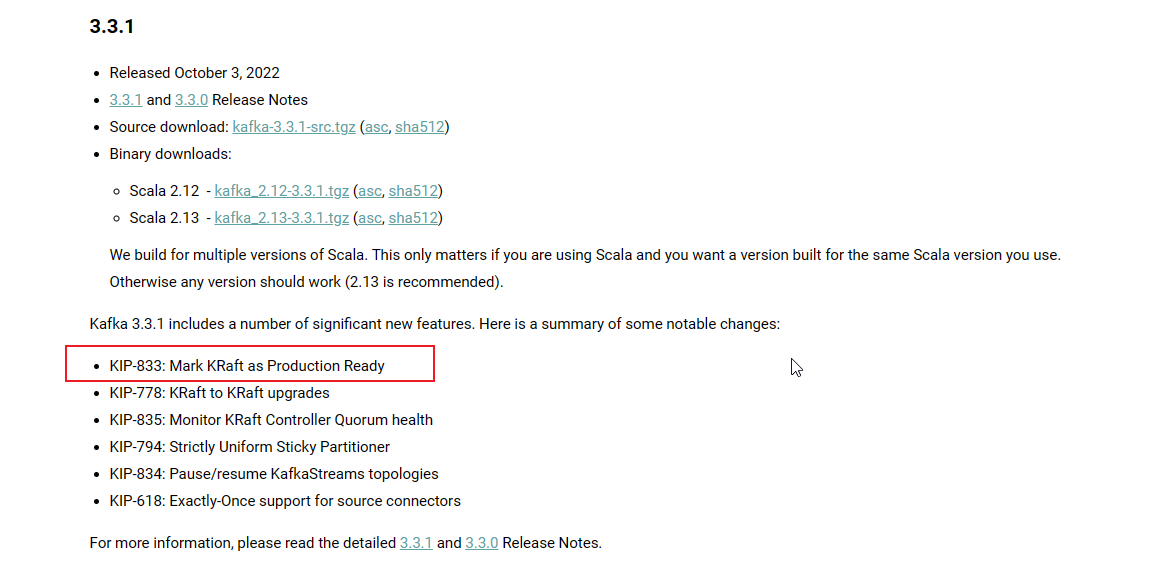 3.3.1
Released October 3, 2022
3.3.1 and 3.3.0 Release Notes
Source download: kafka-3.3.1-src.tgz (asc, sha512)
Binary downloads:
Scala 2.12 - kafka_2.12-3.3.1.tgz (asc, sha512)
Scala 2.13 - kafka_2.13-3.3.1.tgz (asc, sha512)
We build for multiple versions of Scala. This only matters if you are using Scala and you want a version built for the same Scala version you use.
Otherwise any version should work (2.13 is recommended).
Kafka 3.3.1 includes a number of significant new features. Here is a summary of some notable changes:
KIP-833: Mark KRaft as Production Ready
KIP-778: KRaft to KRaft upgrades
KIP-835: Monitor KRaft Controller Quorum health
KIP-794: Strictly Uniform Sticky Partitioner
KIP-834: Pause/resume KafkaStreams topologies
KIP-618: Exactly-Once support for source connectors
For more information, please read the detailed 3.3.1 and 3.3.0 Release Notes.